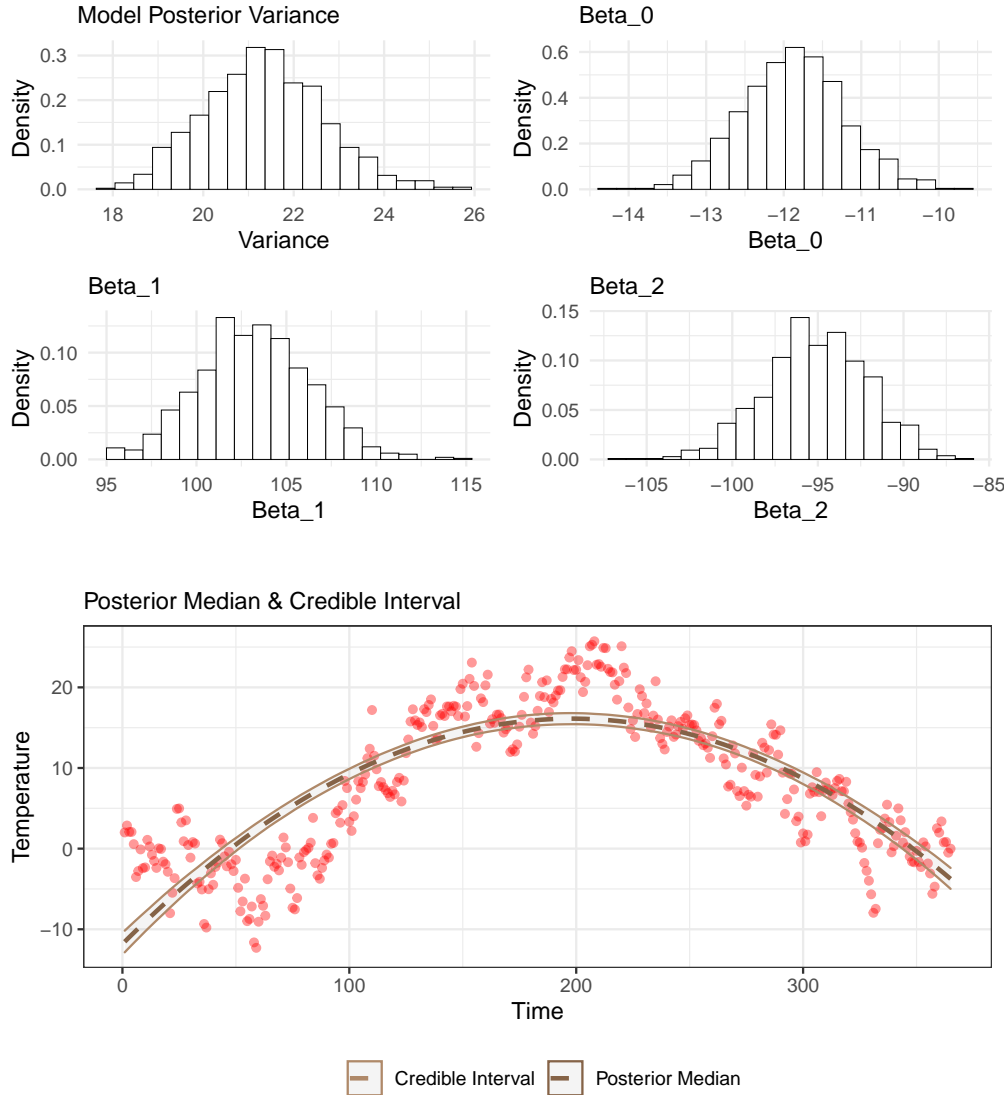 Model Posterior Variance
Density
0.3
0.2
0.1
0.0
18 20 22 24 26
Variance
Beta_0
Density
0.6
0.4
0.2
0.0
−14 −13 −12 −11 −10
Beta_0
Beta_1
Density
0.10
0.05
0.00
95 100 105 110 115
Beta_1
Beta_2
Density
0.15
0.10
0.05
0.00
−105 −100 −95 −90 −85
Beta_2
Posterior Median & Credible Interval
Temperature
20
10
0
−10
0 100 200 300
Time
Credible Interval Posterior Median